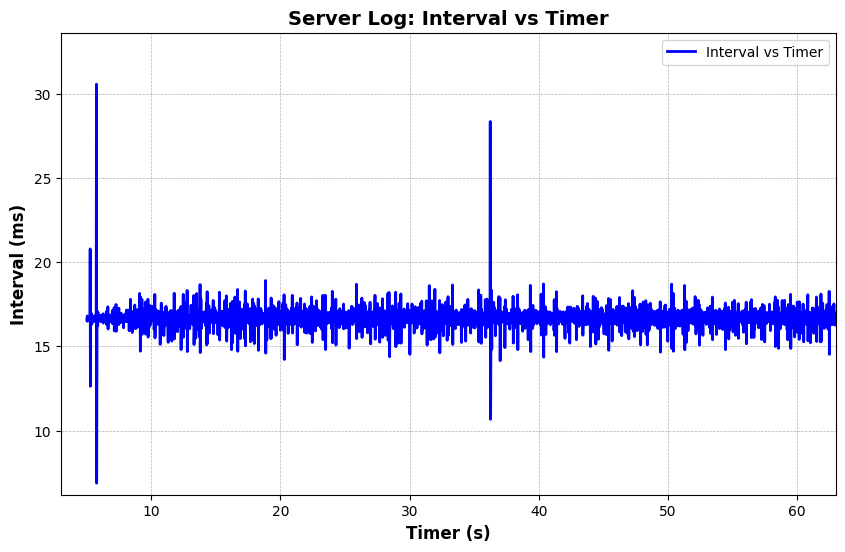 Server Log: Interval vs Timer
Interval vs Timer
30
25
20
15
10
Interval (ms)
10 20 30 40 50 60
Timer (s)